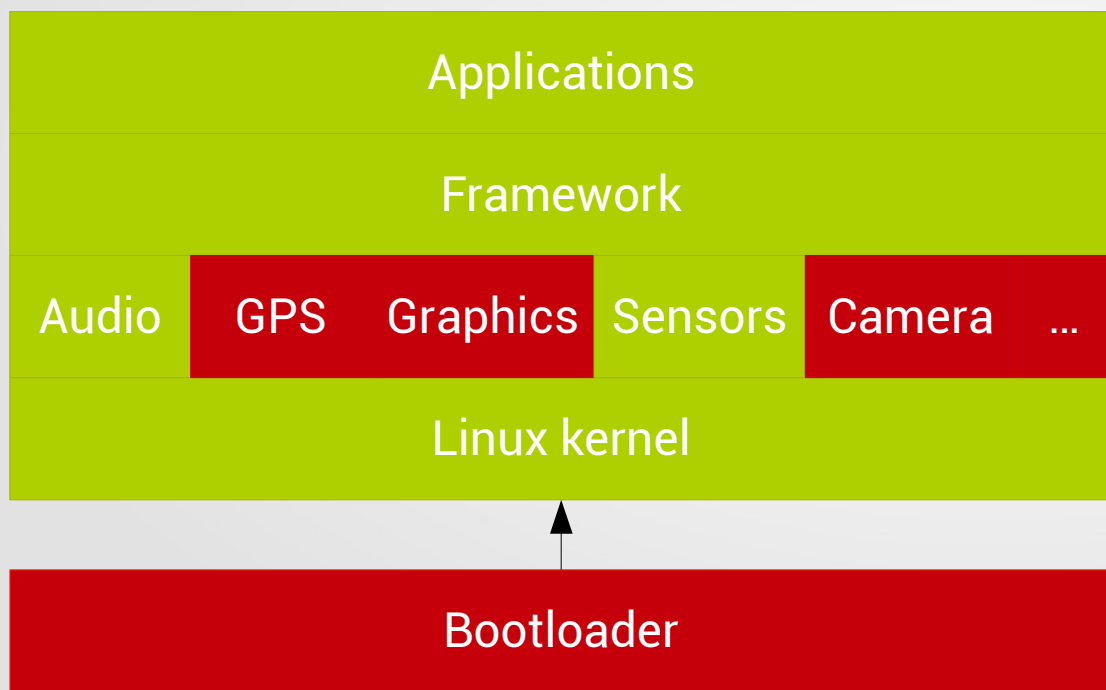 Applications
Framework
Audio GPS Graphics Sensors Camera ...
Linux kernel
Bootloader